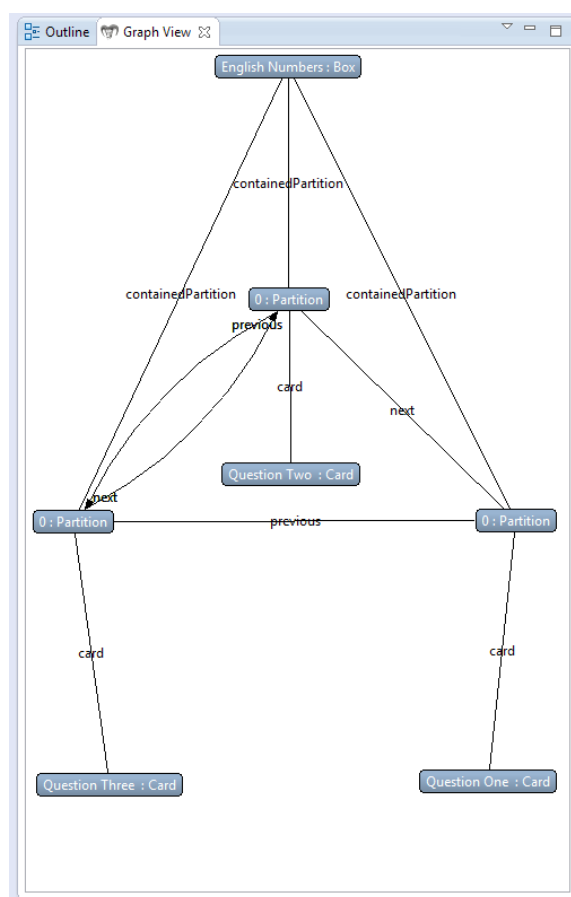 Outline Graph View
English Numbers : Box
containedPartition
containedPartition containedPartition
0 : Partition
previous
card
next
Question Two : Card
next
0 : Partition
previous
0 : Partition
card
card
Question Three : Card
Question One : Card